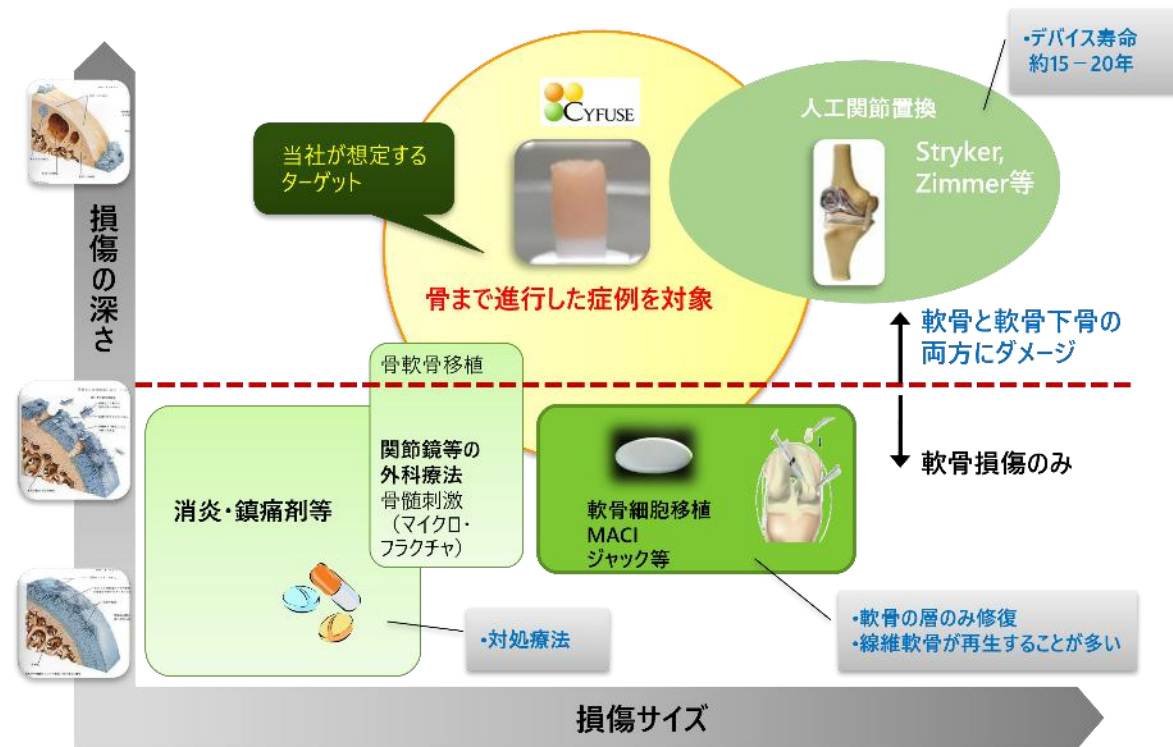 ・デバイス寿命
約15－20年
CYFUSE
人工関節置換
Stryker,
Zimmer等
当社が想定する
ターゲット
損傷の深さ
骨まで進行した症例を対象
軟骨と軟骨下骨の
両方にダメージ
骨軟骨移植
関節鏡等の
外科療法
骨髄刺激
（マイクロ・
フラクチャ）
消炎・鎮痛剤等
軟骨細胞移植
MACI
ジャック等
軟骨損傷のみ
・対処療法
・軟骨の層のみ修復
・線維軟骨が再生することが多い
損傷サイズ